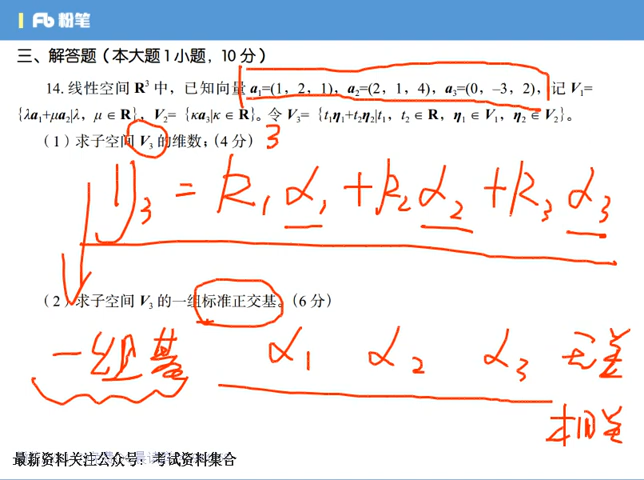 Fb 粉笔
三、解答题（本大题1小题，10分）
14.线性空间 R³ 中，已知向量 a₁=(1，2，1)，a₂=(2，1，4)，a₃=(0，–3，2)，记 V₁=
{λa₁+μa₂|λ，μ∈R}，V₂={κa₃|κ∈R}。令 V₃={t₁η₁+t₂η₂|t₁，t₂∈R，η₁∈V₁，η₂∈V₂}。
（1）求子空间 V₃ 的维数；(4分) 3
V₃ = k₁α₁ + k₂α₂ + k₃α₃
（2）求子空间 V₃ 的一组标准正交基。(6分)
一组基 α₁ α₂ α₃ 无差
相关
最新资料关注公众号：考试资料集合